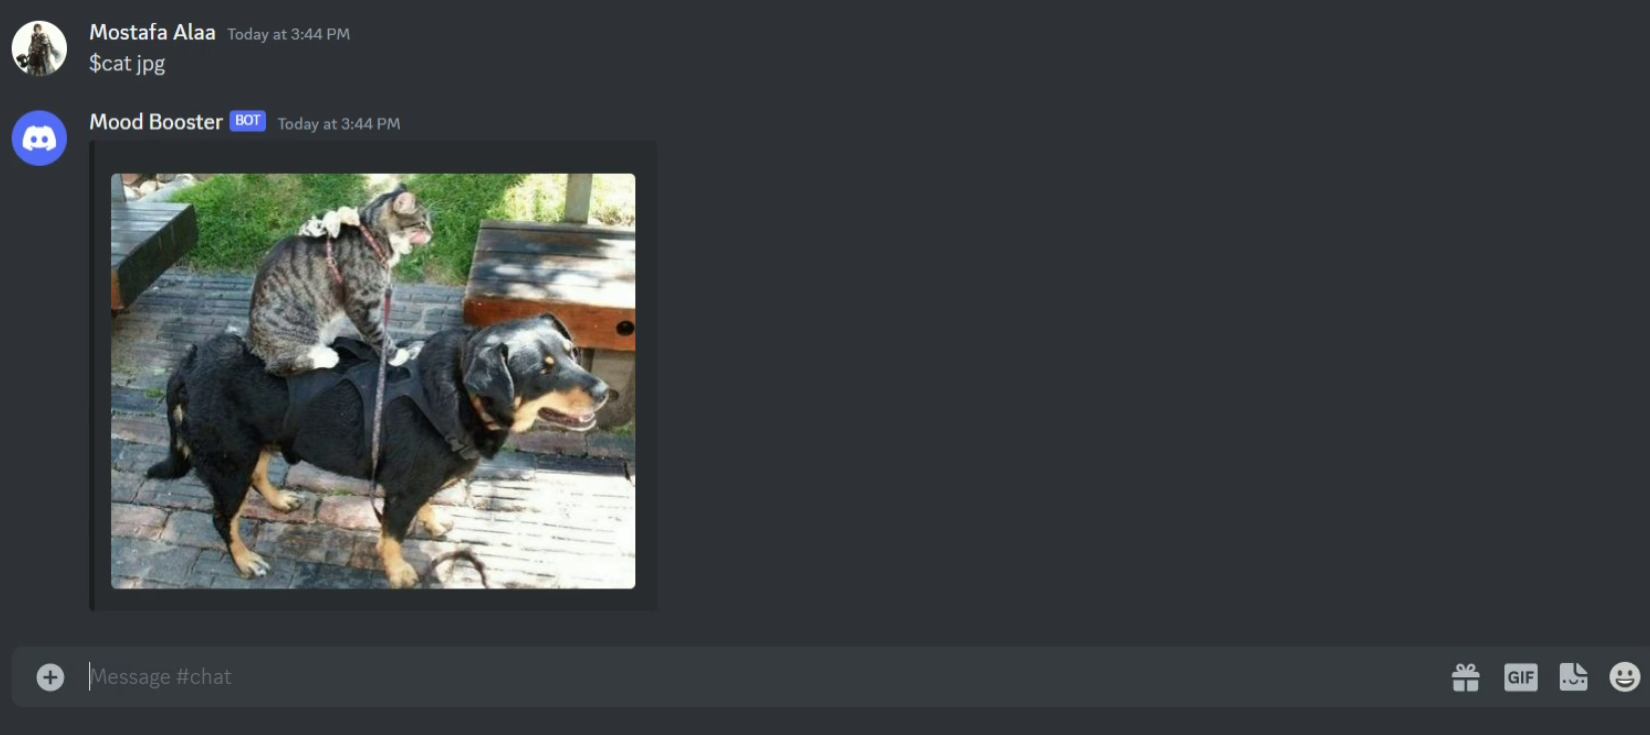 Mostafa Alaa Today at 3:44 PM
$cat jpg
Mood Booster BOT Today at 3:44 PM
Message #chat
GIF